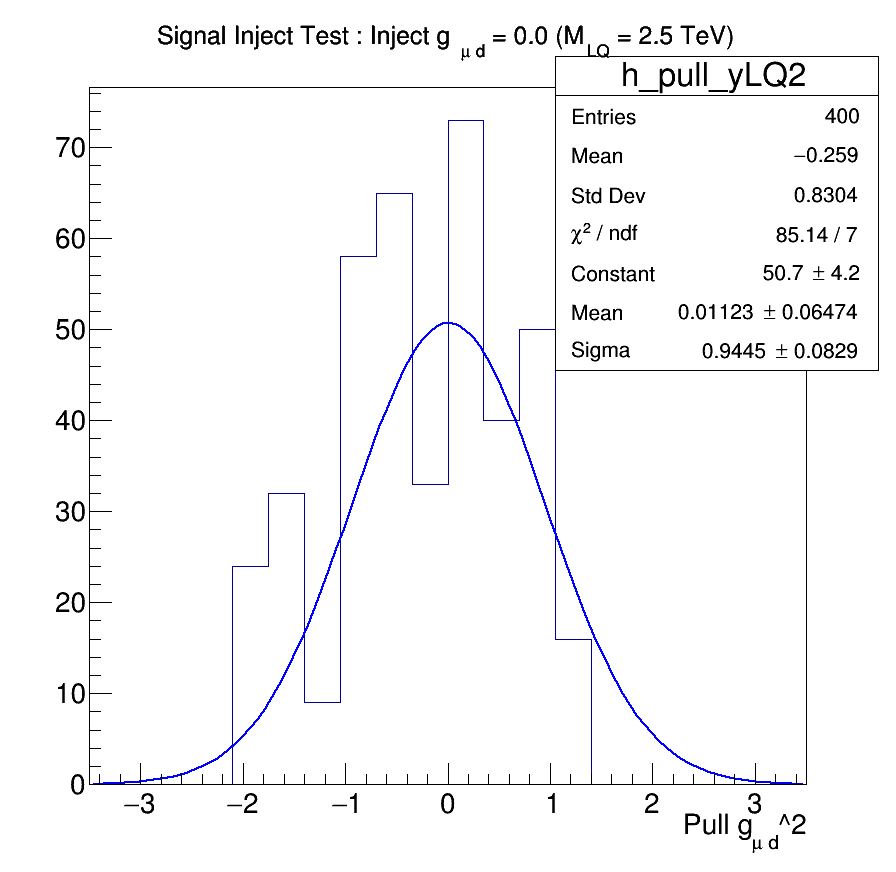 Signal Inject Test : Inject g μ d = 0.0 (M LQ = 2.5 TeV)
h_pull_yLQ2
Entries 400
Mean −0.259
Std Dev 0.8304
χ² / ndf 85.14 / 7
Constant 50.7 ± 4.2
Mean 0.01123 ± 0.06474
Sigma 0.9445 ± 0.0829
70
60
50
40
30
20
10
0
−3 −2 −1 0 1 2 3
Pull g μ d ^2